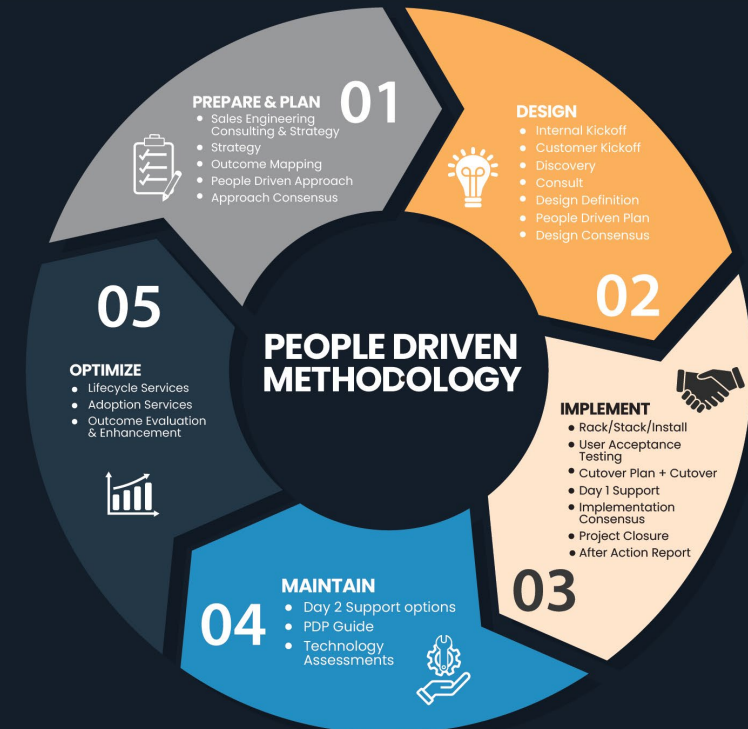 PREPARE & PLAN
01
Sales Engineering
Consulting & Strategy
Strategy
Outcome Mapping
People Driven Approach
Approach Consensus
DESIGN
Internal Kickoff
Customer Kickoff
Discovery
Consult
Design Definition
People Driven Plan
Design Consensus
02
PEOPLE DRIVEN
METHODOLOGY
IMPLEMENT
Rack/Stack/Install
User Acceptance
Testing
Cutover Plan + Cutover
Day 1 Support
Implementation
Consensus
Project Closure
After Action Report
03
MAINTAIN
04
Day 2 Support options
PDP Guide
Technology
Assessments
05
OPTIMIZE
Lifecycle Services
Adoption Services
Outcome Evaluation
& Enhancement